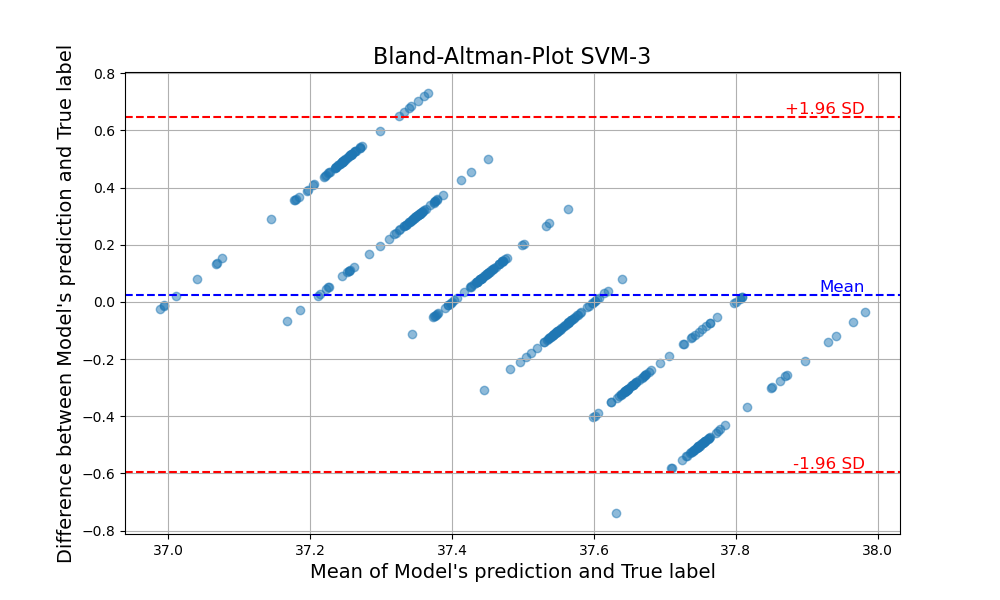 Bland-Altman-Plot SVM-3
Difference between Model's prediction and True label
0.8
0.6
0.4
0.2
0.0
−0.2
−0.4
−0.6
−0.8
+1.96 SD
Mean
-1.96 SD
37.0 37.2 37.4 37.6 37.8 38.0
Mean of Model's prediction and True label